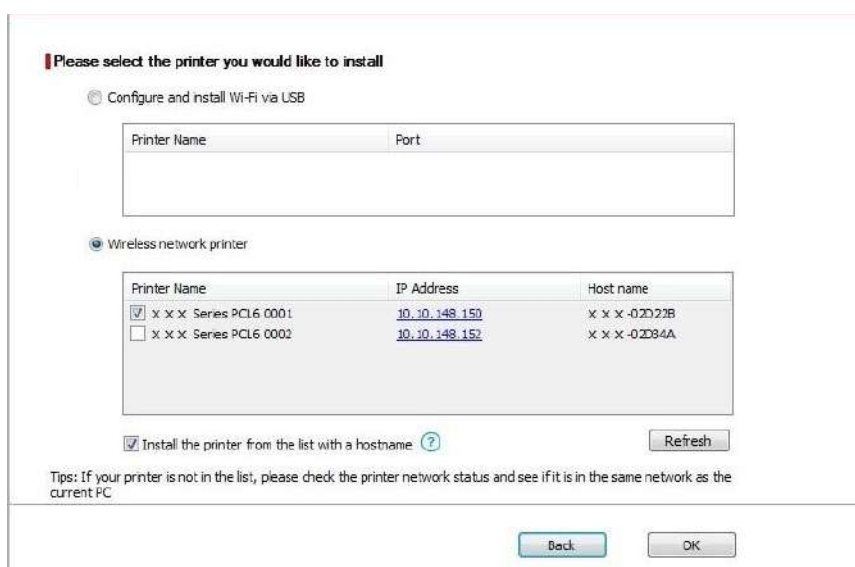 Please select the printer you would like to install
Configure and install Wi-Fi via USB
Printer Name Port
Wireless network printer
Printer Name IP Address Host name
X X X Series PCL6 0001 10.10.148.150 X X X -02D22B
X X X Series PCL6 0002 10.10.148.152 X X X -02D84A
Install the printer from the list with a hostname ? Refresh
Tips: If your printer is not in the list, please check the printer network status and see if it is in the same network as the
current PC
Back OK